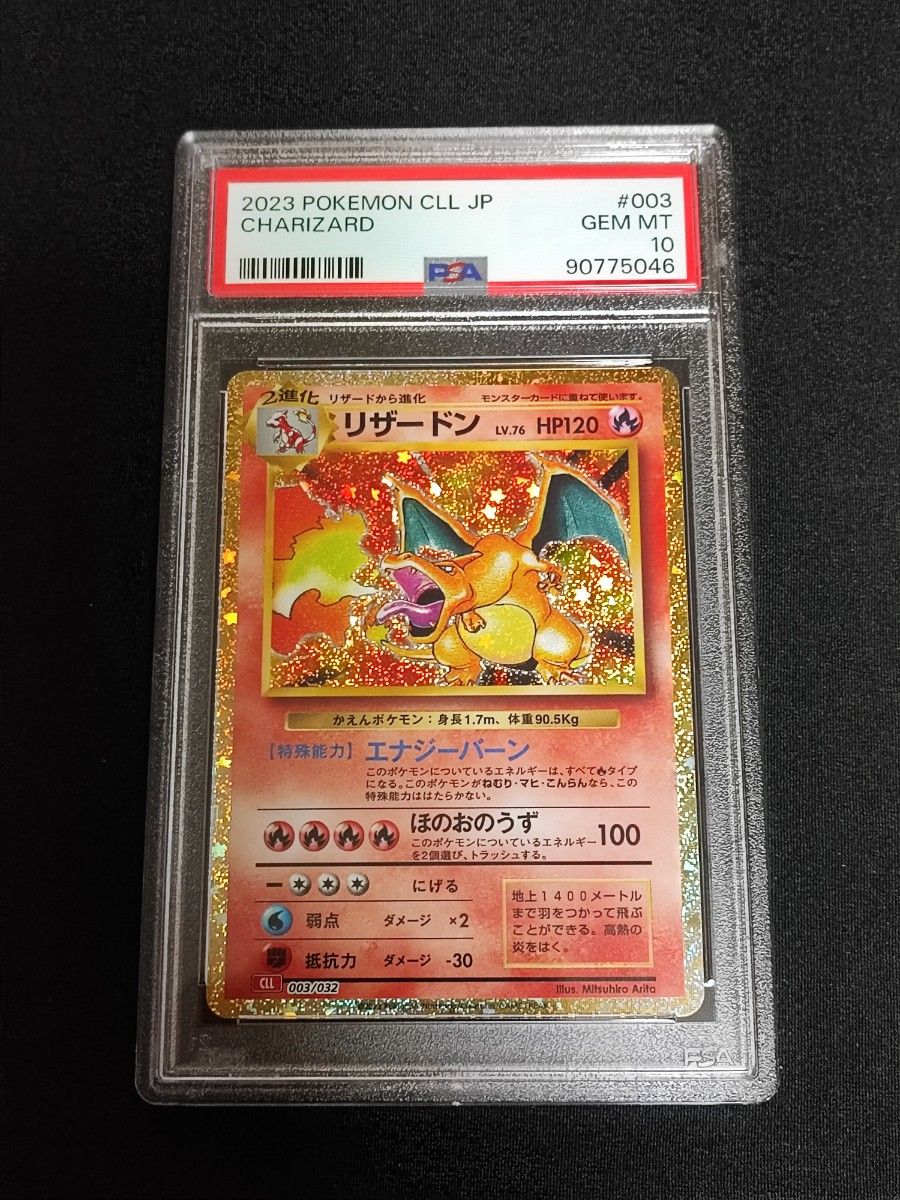 2023 POKEMON CLL JP #003
CHARIZARD GEM MT
10
PSA 90775046
2進化 リザードから進化 モンスターカードに重ねて使います。
リザードン LV.76 HP120
かえんポケモン：身長1.7m、体重90.5Kg
【特殊能力】エナジーバーン
このポケモンについているエネルギーは、すべてタイプ
になる。このポケモンがねむり・マヒ・こんらんなら、この
特殊能力ははたらかない。
ほのおのうず 100
このポケモンについているエネルギー
を2個選び、トラッシュする。
にげる
弱点 ダメージ ×2
抵抗力 ダメージ -30
地上1400メートル
まで羽をつかって飛ぶ
ことができる。高熱の
炎をはく。
CLL 003/032
Illus. Mitsuhiro Arita
PSA